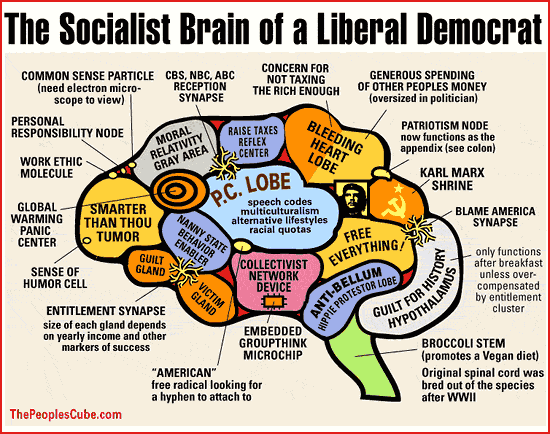 The Socialist Brain of a Liberal Democrat
COMMON SENSE PARTICLE
(need electron micro-
scope to view)
CBS, NBC, ABC
RECEPTION
SYNAPSE
CONCERN FOR
NOT TAXING
THE RICH ENOUGH
GENEROUS SPENDING
OF OTHER PEOPLES MONEY
(oversized in politician)
PERSONAL
RESPONSIBILITY NODE
WORK ETHIC
MOLECULE
MORAL
RELATIVITY
GRAY AREA
RAISE TAXES
REFLEX
CENTER
BLEEDING
HEART
LOBE
PATRIOTISM NODE
now functions as the
appendix (see colon)
KARL MARX
SHRINE
GLOBAL
WARMING
PANIC
CENTER
SMARTER
THAN THOU
TUMOR
P.C. LOBE
speech codes
multiculturalism
alternative lifestyles
racial quotas
BLAME AMERICA
SYNAPSE
NANNY STATE
BEHAVIOR
ENABLER
FREE
EVERYTHING!
only functions
after breakfast
unless over-
compensated
by entitlement
cluster
SENSE OF
HUMOR CELL
GUILT
GLAND
VICTIM
GLAND
COLLECTIVIST
NETWORK
DEVICE
ANTI-BELLUM
HIPPIE PROTESTOR LOBE
GUILT FOR HISTORY
HYPOTHALAMUS
ENTITLEMENT SYNAPSE
size of each gland depends
on yearly income and other
markers of success
EMBEDDED
GROUPTHINK
MICROCHIP
"AMERICAN"
free radical looking for
a hyphen to attach to
BROCCOLI STEM
(promotes a Vegan diet)
Original spinal cord was
bred out of the species
after WWII
ThePeoplesCube.com